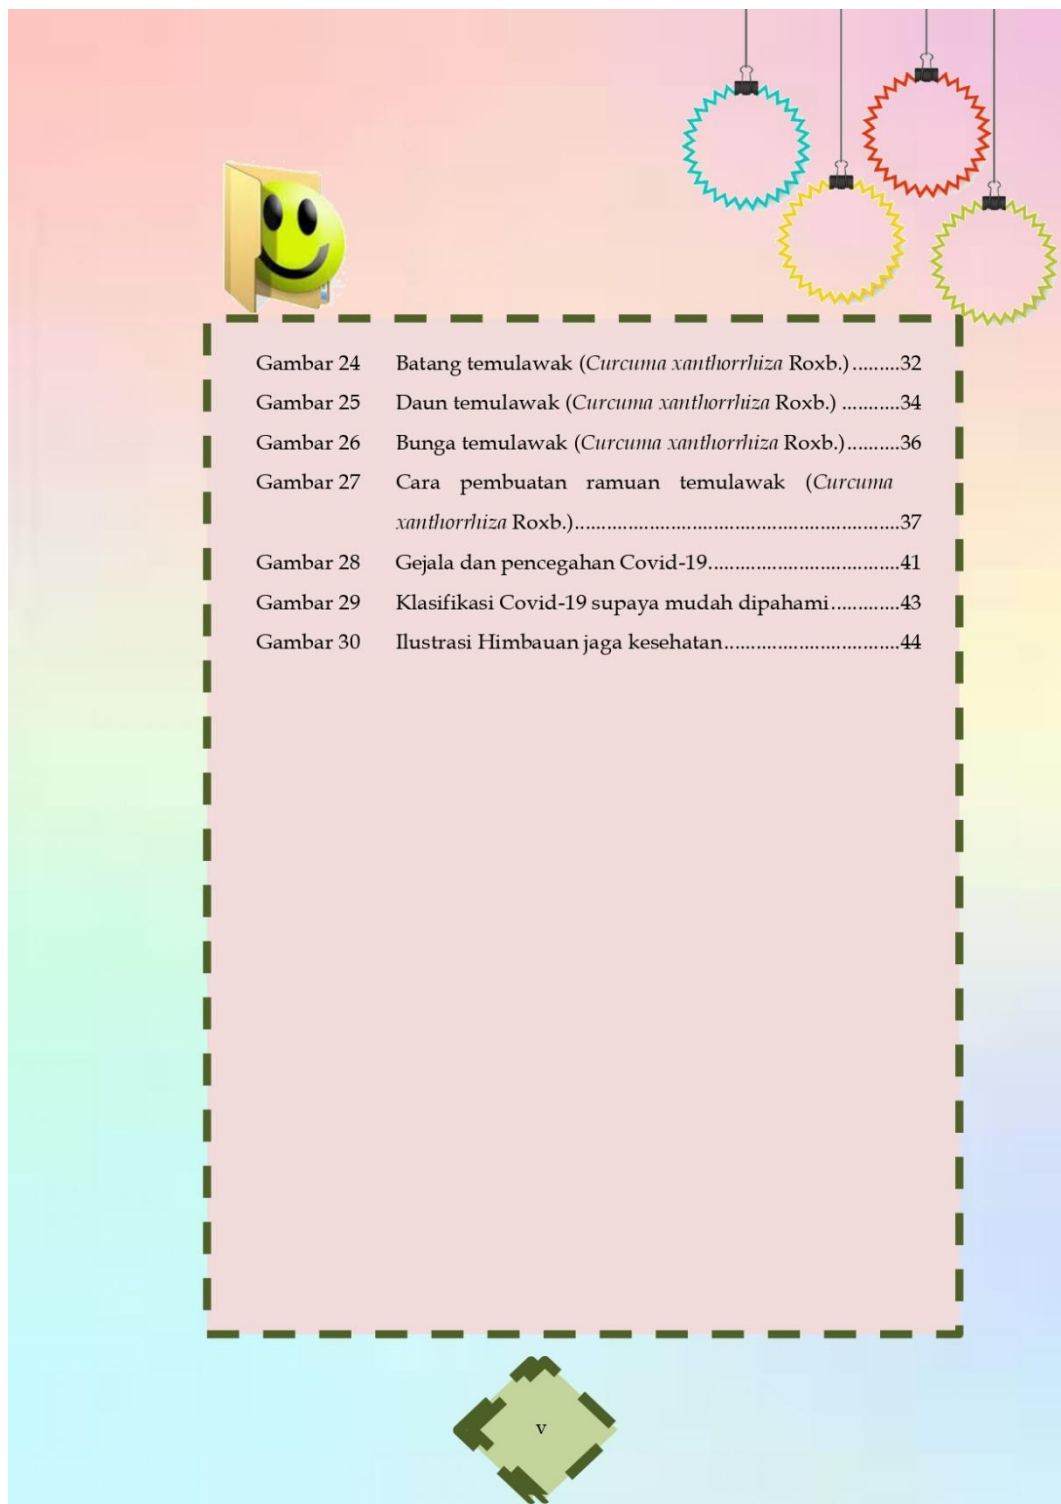 Gambar 24 Batang temulawak (Curcuma xanthorrhiza Roxb.).........32
Gambar 25 Daun temulawak (Curcuma xanthorrhiza Roxb.) ...........34
Gambar 26 Bunga temulawak (Curcuma xanthorrhiza Roxb.)..........36
Gambar 27 Cara pembuatan ramuan temulawak (Curcuma
xanthorrhiza Roxb.)............................................................37
Gambar 28 Gejala dan pencegahan Covid-19....................................41
Gambar 29 Klasifikasi Covid-19 supaya mudah dipahami.............43
Gambar 30 Ilustrasi Himbauan jaga kesehatan.................................44
v